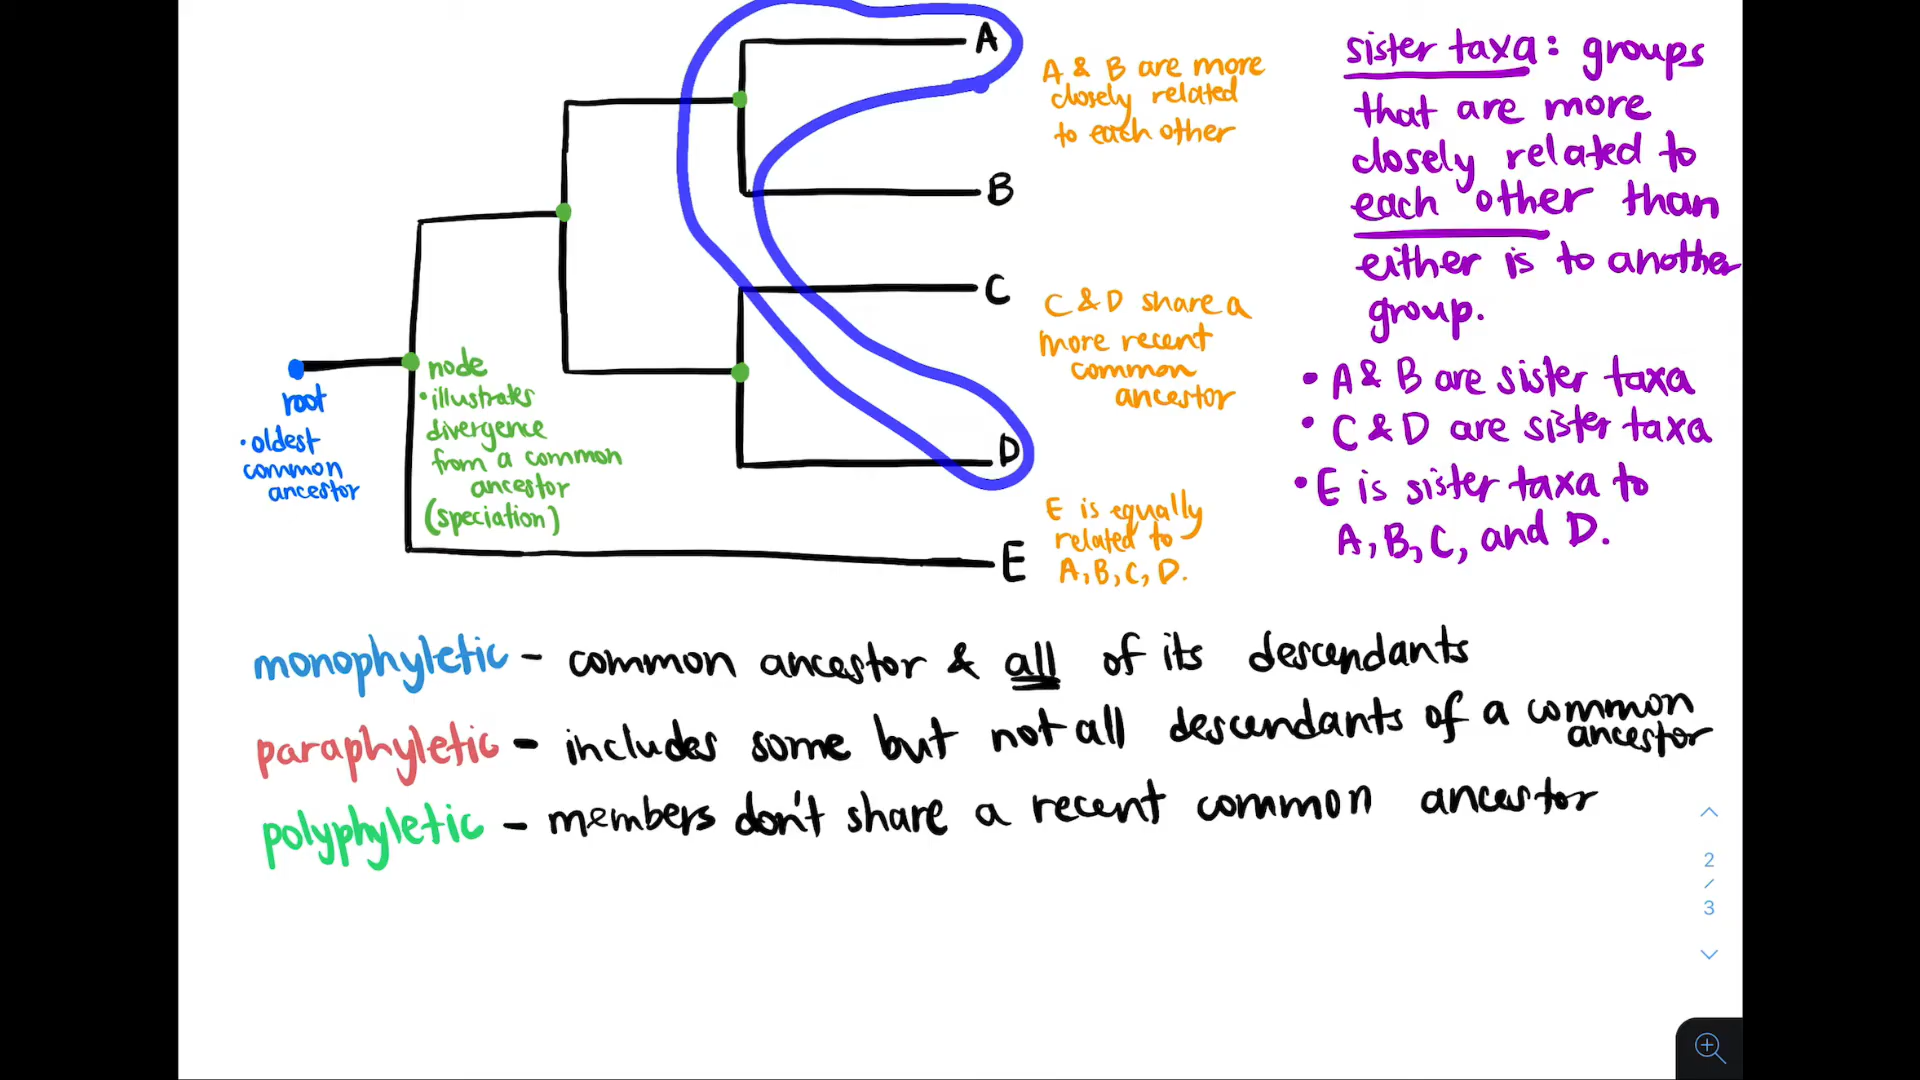 A
A & B are more
closely related
to each other
B
C
C & D share a
more recent
common
ancestor
D
E is equally
related to
A, B, C, D.
E
root
• oldest
common
ancestor
node
• illustrates
divergence
from a common
ancestor
(speciation)
sister taxa: groups
that are more
closely related to
each other than
either is to another
group.
• A & B are sister taxa
• C & D are sister taxa
• E is sister taxa to
A, B, C, and D.
monophyletic - common ancestor & all of its descendants
paraphyletic - includes some but not all descendants of a common
ancestor
polyphyletic - members don't share a recent common ancestor
2
/
3